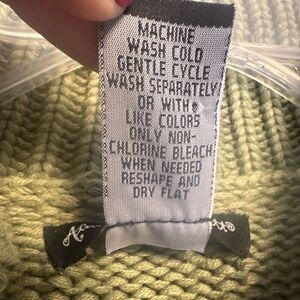 MACHINE
WASH COLD
GENTLE CYCLE
WASH SEPARATELY
OR WITH
LIKE COLORS
ONLY NON-
CHLORINE BLEACH
WHEN NEEDED
RESHAPE AND
DRY FLAT